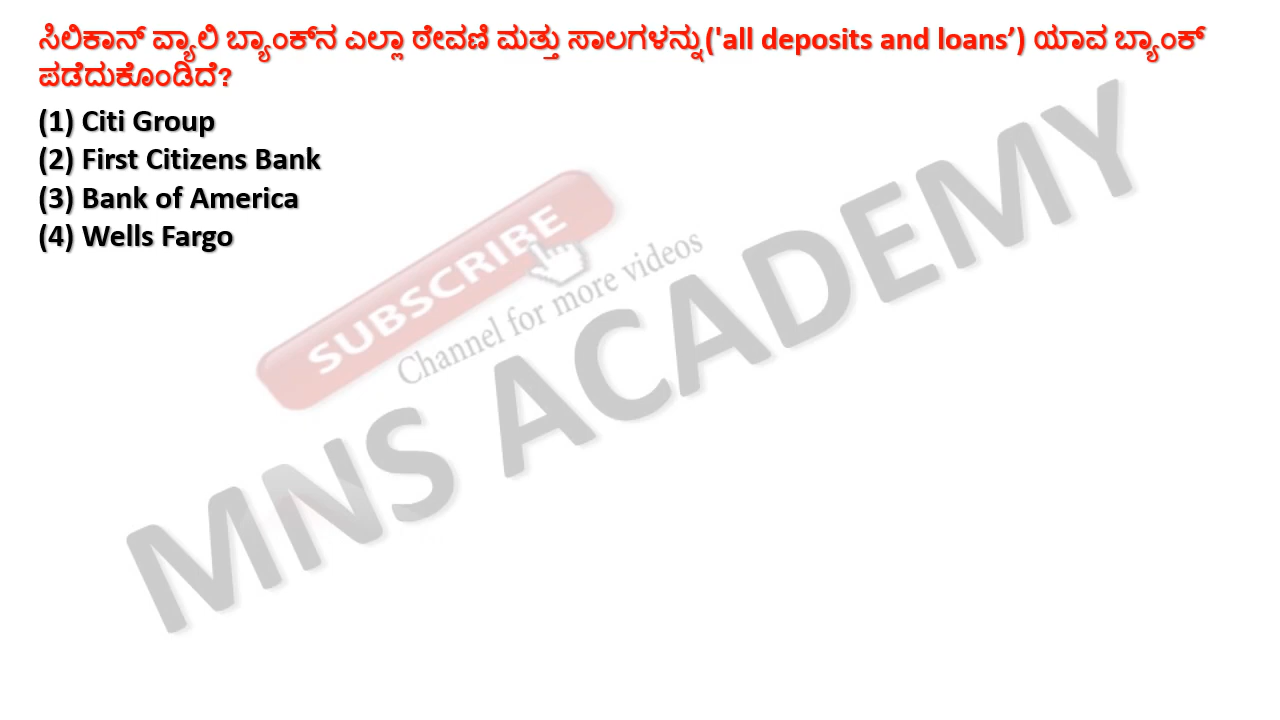 ಸಿಲಿಕಾನ್ ವ್ಯಾಲಿ ಬ್ಯಾಂಕ್‌ನ ಎಲ್ಲಾ ಠೇವಣಿ ಮತ್ತು ಸಾಲಗಳನ್ನು('all deposits and loans’) ಯಾವ ಬ್ಯಾಂಕ್
ಪಡೆದುಕೊಂಡಿದೆ?
(1) Citi Group
(2) First Citizens Bank
(3) Bank of America
(4) Wells Fargo
SUBSCRIBE
Channel for more videos
MNS ACADEMY